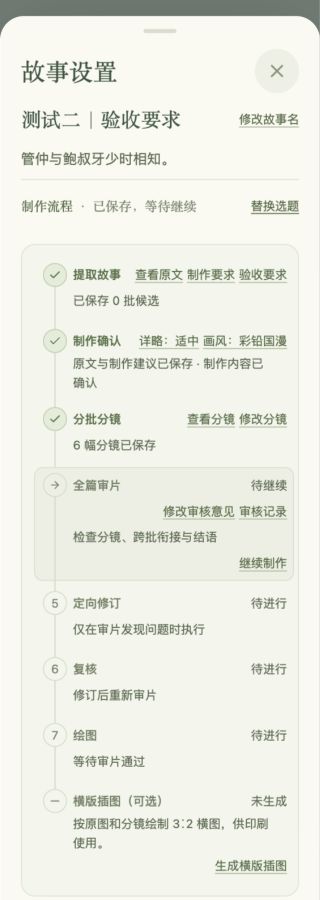 故事设置
测试二｜验收要求 修改故事名
管仲与鲍叔牙少时相知。
制作流程 · 已保存，等待继续 替换选题
提取故事 查看原文 制作要求 验收要求
已保存 0 批候选
制作确认 详略：适中 画风：彩铅国漫
原文与制作建议已保存 · 制作内容已
确认
分批分镜 查看分镜 修改分镜
6 幅分镜已保存
全篇审片 待继续
修改审核意见 审核记录
检查分镜、跨批衔接与结语
继续制作
5 定向修订 待进行
仅在审片发现问题时执行
6 复核 待进行
修订后重新审片
7 绘图 待进行
等待审片通过
横版插图（可选） 未生成
按原图和分镜绘制 3:2 横图，供印刷
使用。
生成横版插图